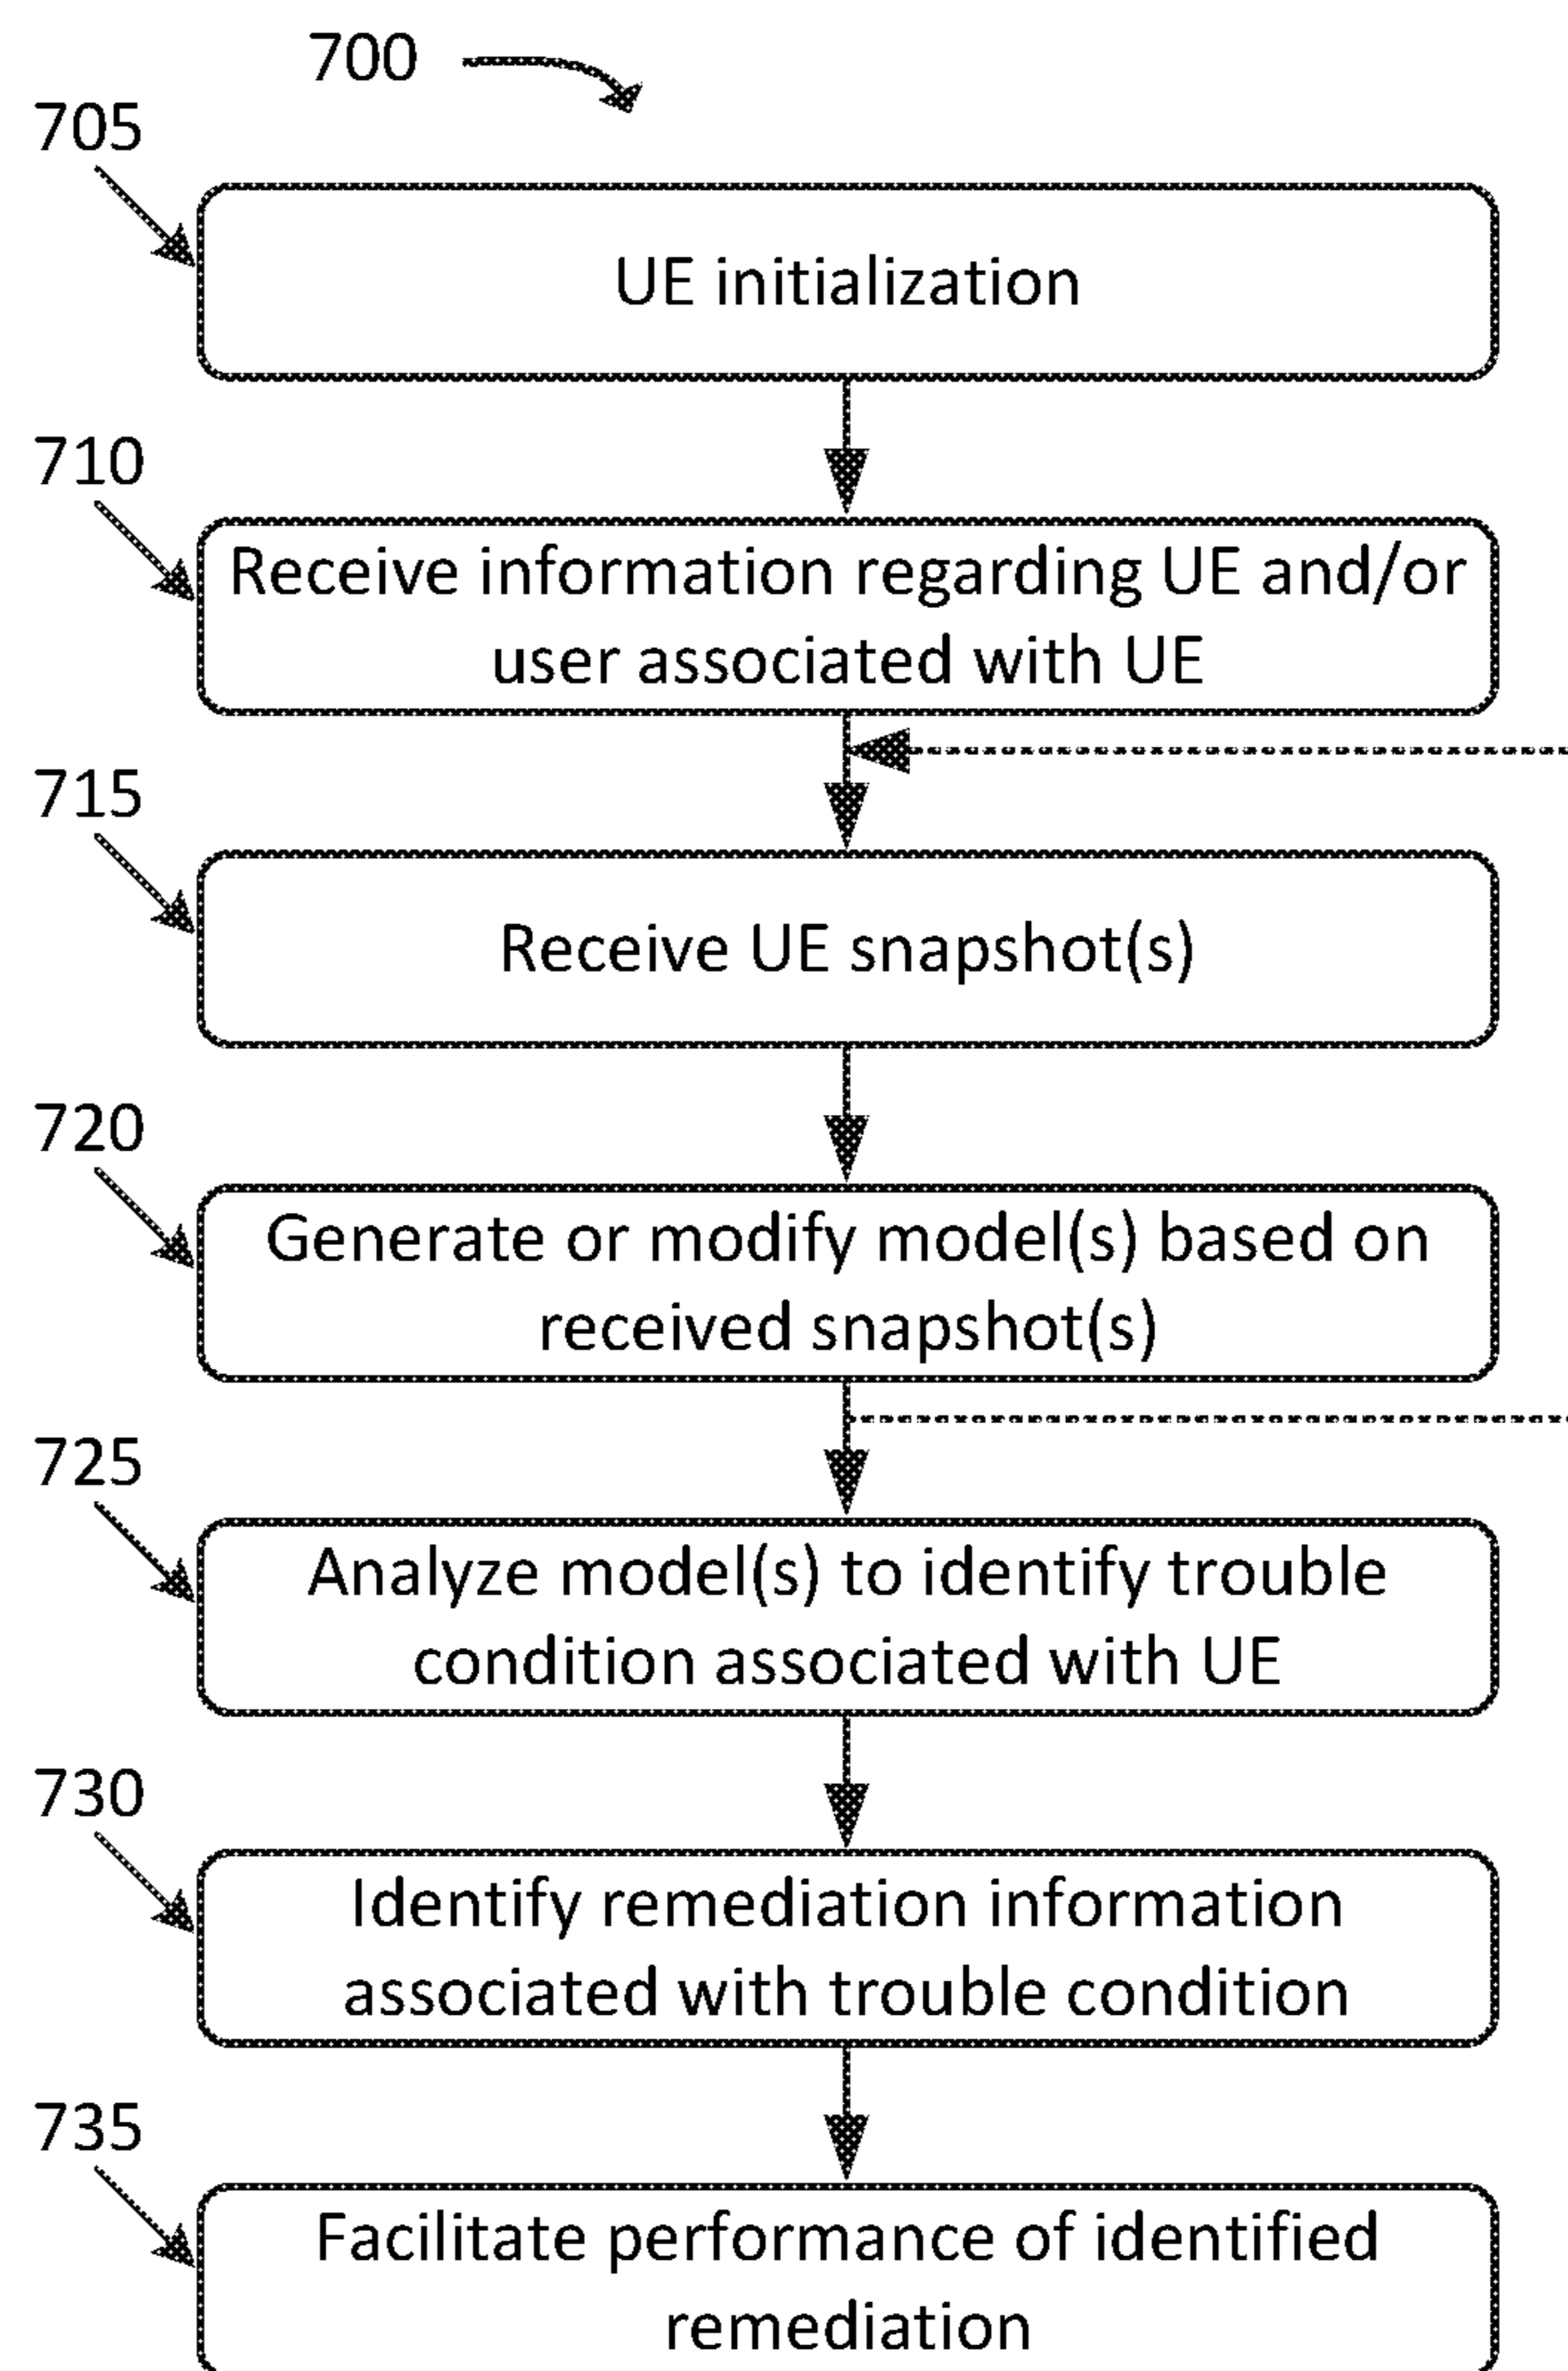 700
705
UE initialization
710
Receive information regarding UE and/or
user associated with UE
715
Receive UE snapshot(s)
720
Generate or modify model(s) based on
received snapshot(s)
725
Analyze model(s) to identify trouble
condition associated with UE
730
Identify remediation information
associated with trouble condition
735
Facilitate performance of identified
remediation